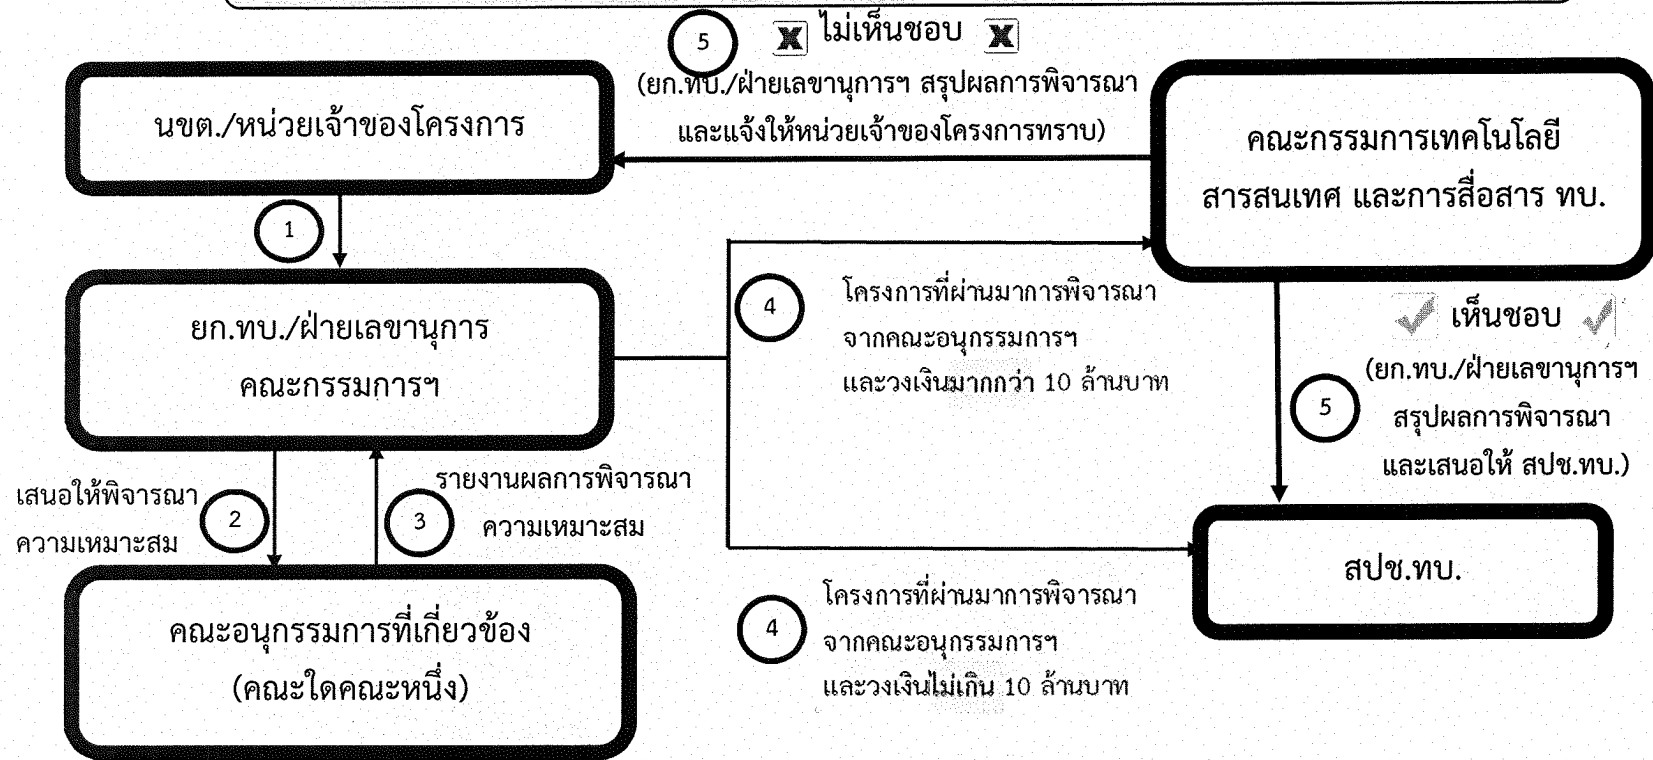 5
ไม่เห็นชอบ
(ยก.ทบ./ฝ่ายเลขานุการฯ สรุปผลการพิจารณา
และแจ้งให้หน่วยเจ้าของโครงการทราบ)
นขต./หน่วยเจ้าของโครงการ
คณะกรรมการเทคโนโลยี
สารสนเทศ และการสื่อสาร ทบ.
1
ยก.ทบ./ฝ่ายเลขานุการ
คณะกรรมการฯ
4
โครงการที่ผ่านมาการพิจารณา
จากคณะอนุกรรมการฯ
และวงเงินมากกว่า 10 ล้านบาท
เห็นชอบ
5
(ยก.ทบ./ฝ่ายเลขานุการฯ
สรุปผลการพิจารณา
และเสนอให้ สปช.ทบ.)
เสนอให้พิจารณา
ความเหมาะสม
2
3
รายงานผลการพิจารณา
ความเหมาะสม
สปช.ทบ.
คณะอนุกรรมการที่เกี่ยวข้อง
(คณะใดคณะหนึ่ง)
4
โครงการที่ผ่านมาการพิจารณา
จากคณะอนุกรรมการฯ
และวงเงินไม่เกิน 10 ล้านบาท